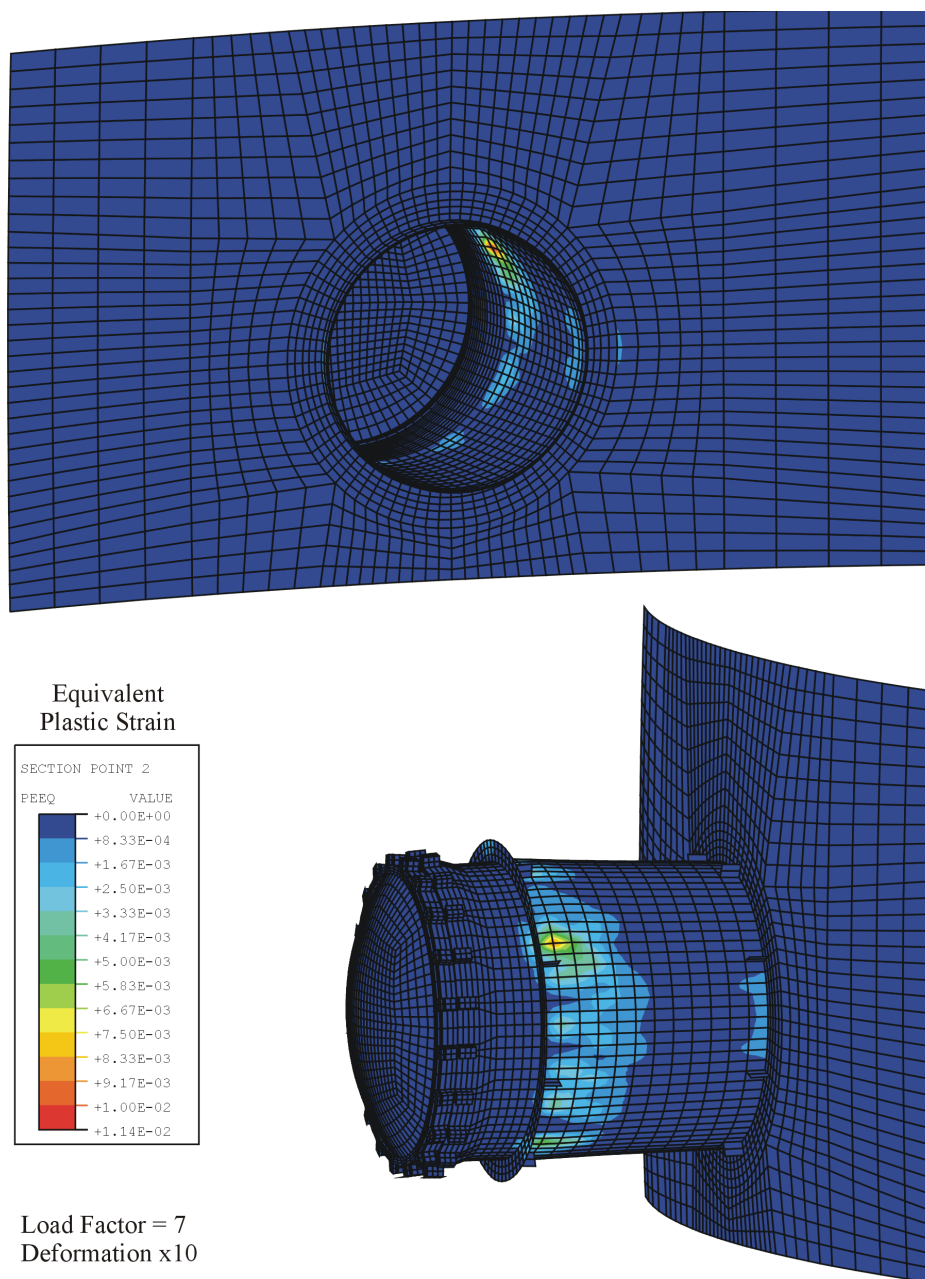 Equivalent
Plastic Strain
SECTION POINT 2
PEEQ VALUE
+0.00E+00
+8.33E-04
+1.67E-03
+2.50E-03
+3.33E-03
+4.17E-03
+5.00E-03
+5.83E-03
+6.67E-03
+7.50E-03
+8.33E-03
+9.17E-03
+1.00E-02
+1.14E-02
Load Factor = 7
Deformation x10